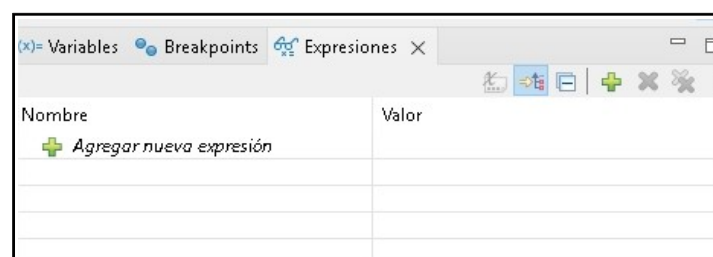 (x)= Variables Breakpoints Expresiones
Nombre Valor
Agregar nueva expresión